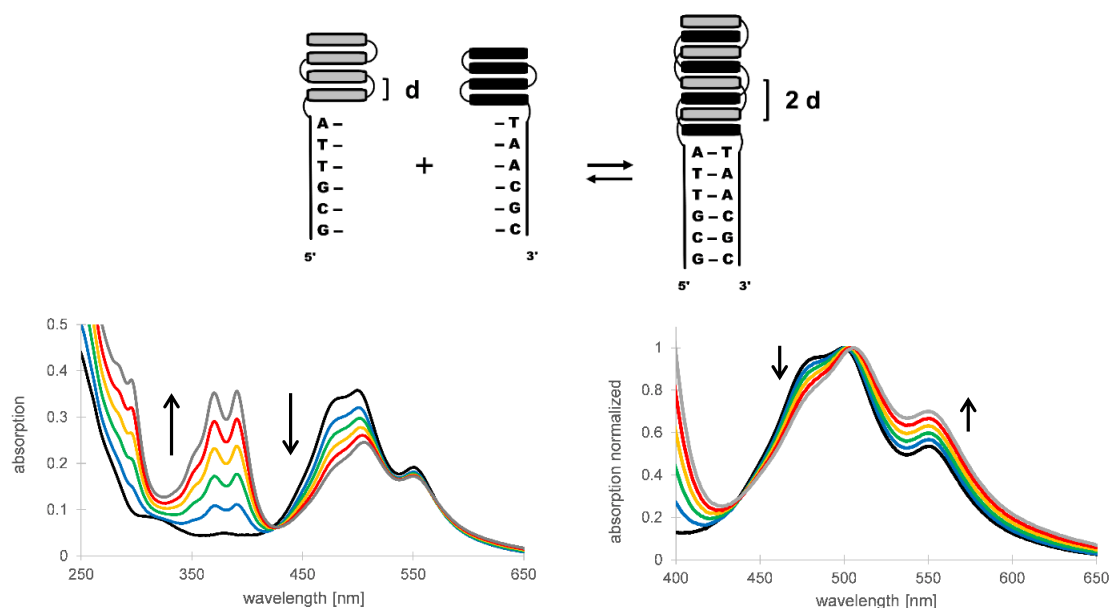 d
2 d
+
A –
T –
T –
G –
C –
G –
5'
– T
– A
– A
– C
– G
– C
3'
A – T
T – A
T – A
G – C
C – G
G – C
5' 3'
0.5
0.4
0.3
0.2
0.1
0
absorption
250 350 450 550 650
wavelength [nm]
1
0.8
0.6
0.4
0.2
0
absorption normalized
400 450 500 550 600 650
wavelength [nm]